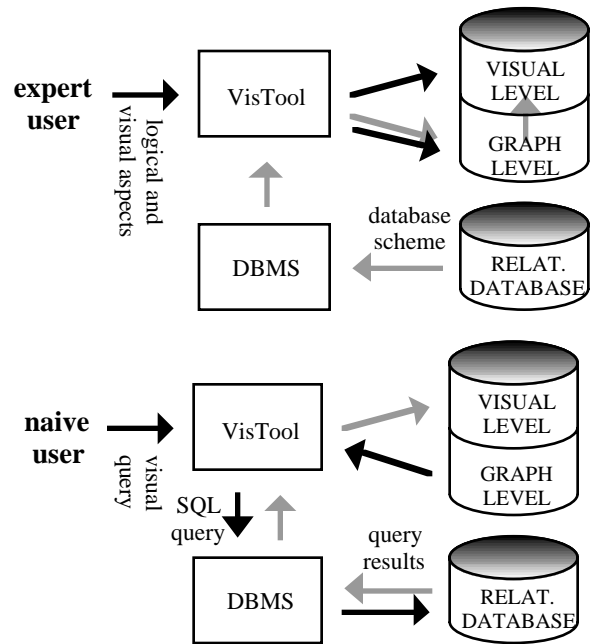 expert
user
logical and
visual aspects
VisTool
VISUAL
LEVEL
GRAPH
LEVEL
DBMS
database
scheme
RELAT.
DATABASE
naive
user
visual
query
VisTool
VISUAL
LEVEL
GRAPH
LEVEL
SQL
query
DBMS
query
results
RELAT.
DATABASE